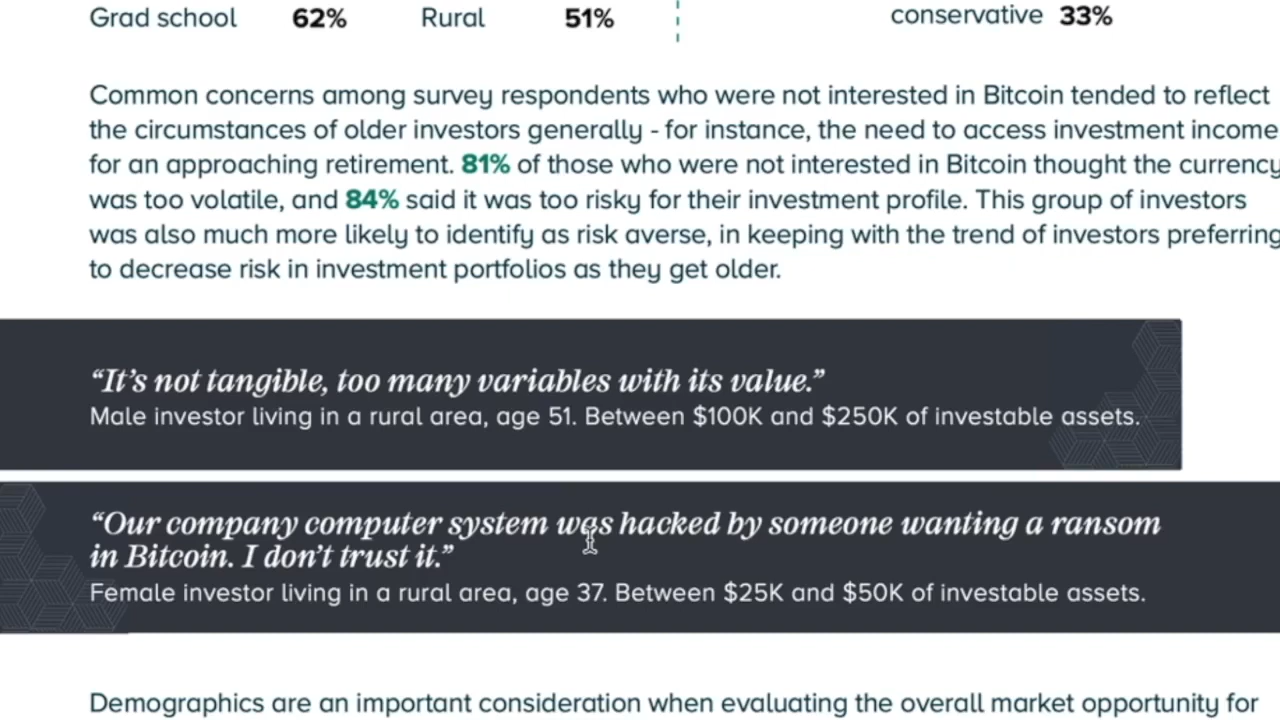 Grad school 62% Rural 51% conservative 33%
Common concerns among survey respondents who were not interested in Bitcoin tended to reflect
the circumstances of older investors generally - for instance, the need to access investment income
for an approaching retirement. 81% of those who were not interested in Bitcoin thought the currency
was too volatile, and 84% said it was too risky for their investment profile. This group of investors
was also much more likely to identify as risk averse, in keeping with the trend of investors preferring
to decrease risk in investment portfolios as they get older.
“It’s not tangible, too many variables with its value.”
Male investor living in a rural area, age 51. Between $100K and $250K of investable assets.
“Our company computer system was hacked by someone wanting a ransom
in Bitcoin. I don’t trust it.”
Female investor living in a rural area, age 37. Between $25K and $50K of investable assets.
Demographics are an important consideration when evaluating the overall market opportunity for